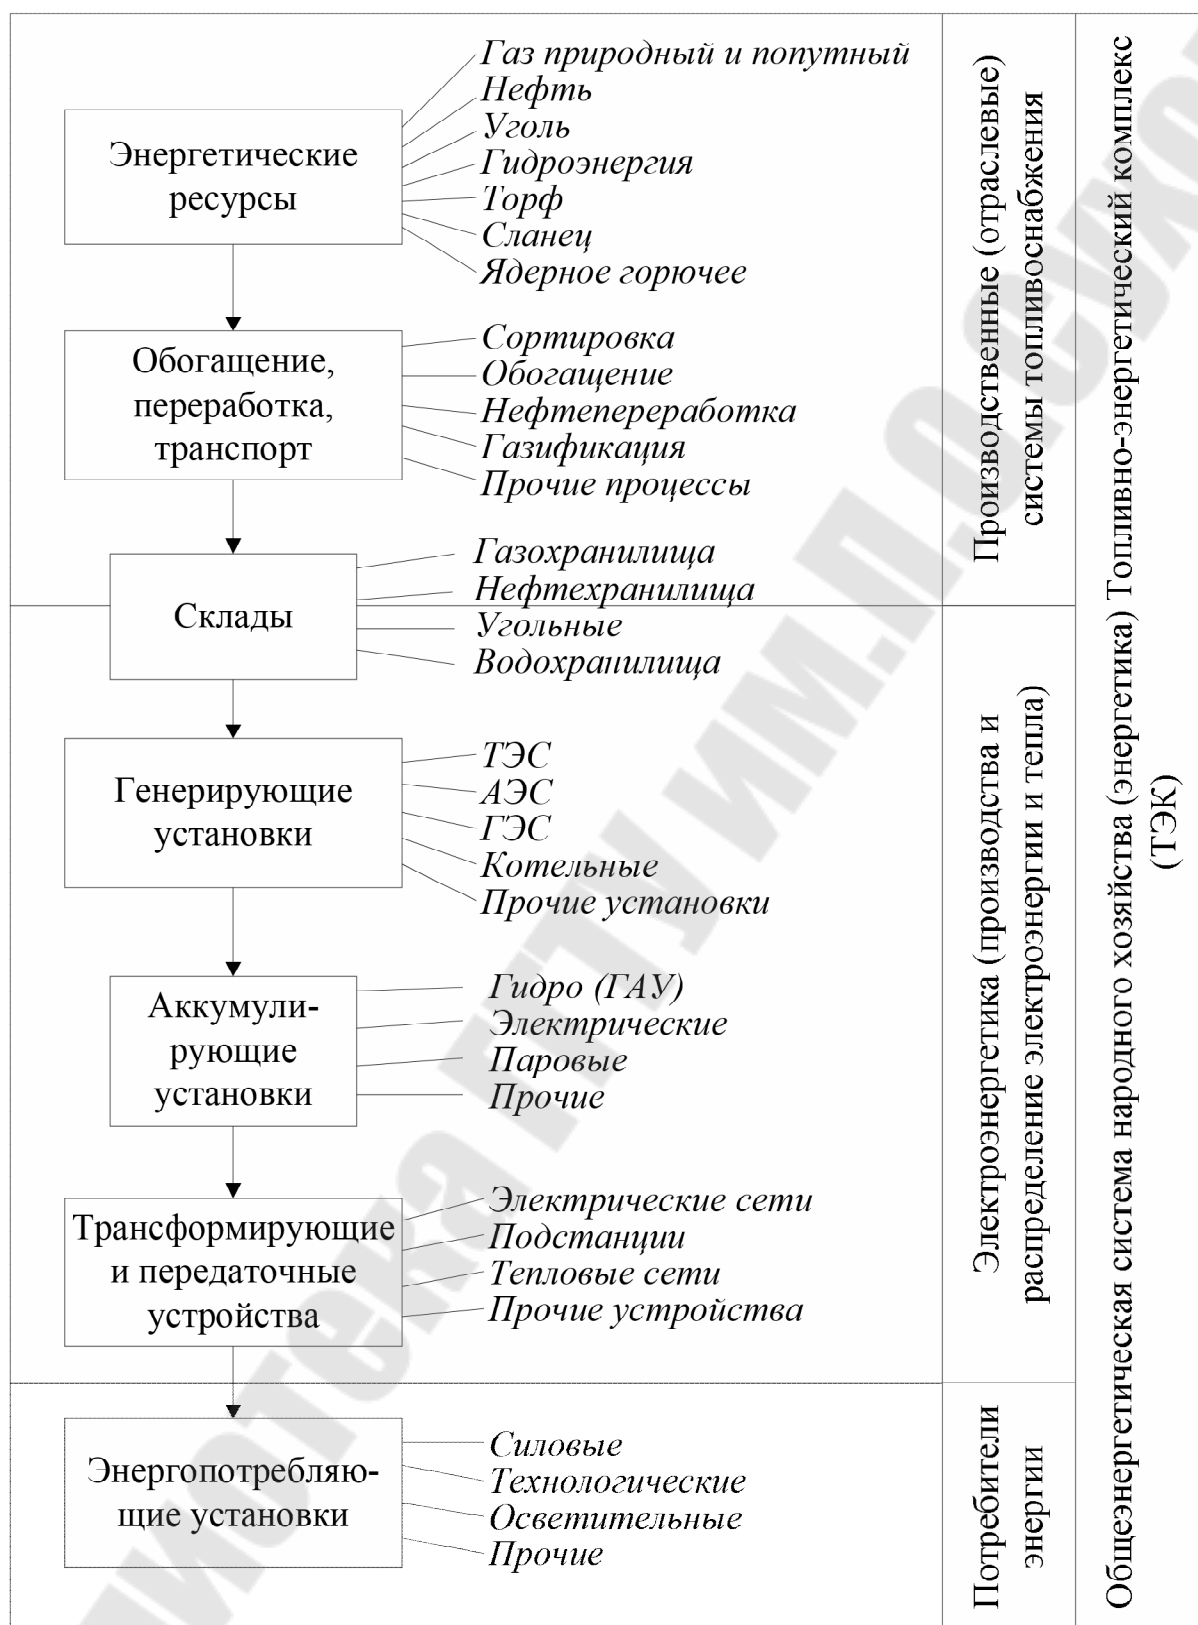 Энергетические
ресурсы
Газ природный и попутный
Нефть
Уголь
Гидроэнергия
Торф
Сланец
Ядерное горючее
Обогащение,
переработка,
транспорт
Сортировка
Обогащение
Нефтепереработка
Газификация
Прочие процессы
Склады
Газохранилища
Нефтехранилища
Угольные
Водохранилища
Генерирующие
установки
ТЭС
АЭС
ГЭС
Котельные
Прочие установки
Аккумули-
рующие
установки
Гидро (ГАУ)
Электрические
Паровые
Прочие
Трансформирующие
и передаточные
устройства
Электрические сети
Подстанции
Тепловые сети
Прочие устройства
Энергопотребляю-
щие установки
Силовые
Технологические
Осветительные
Прочие
Производственные (отраслевые)
системы топливоснабжения
Электроэнергетика (производства и
распределение электроэнергии и тепла)
Потребители
энергии
Общеэнергетическая система народного хозяйства (энергетика) Топливно-энергетический комплекс
(ТЭК)
иотека ГГТУ им.П.О.Сухо